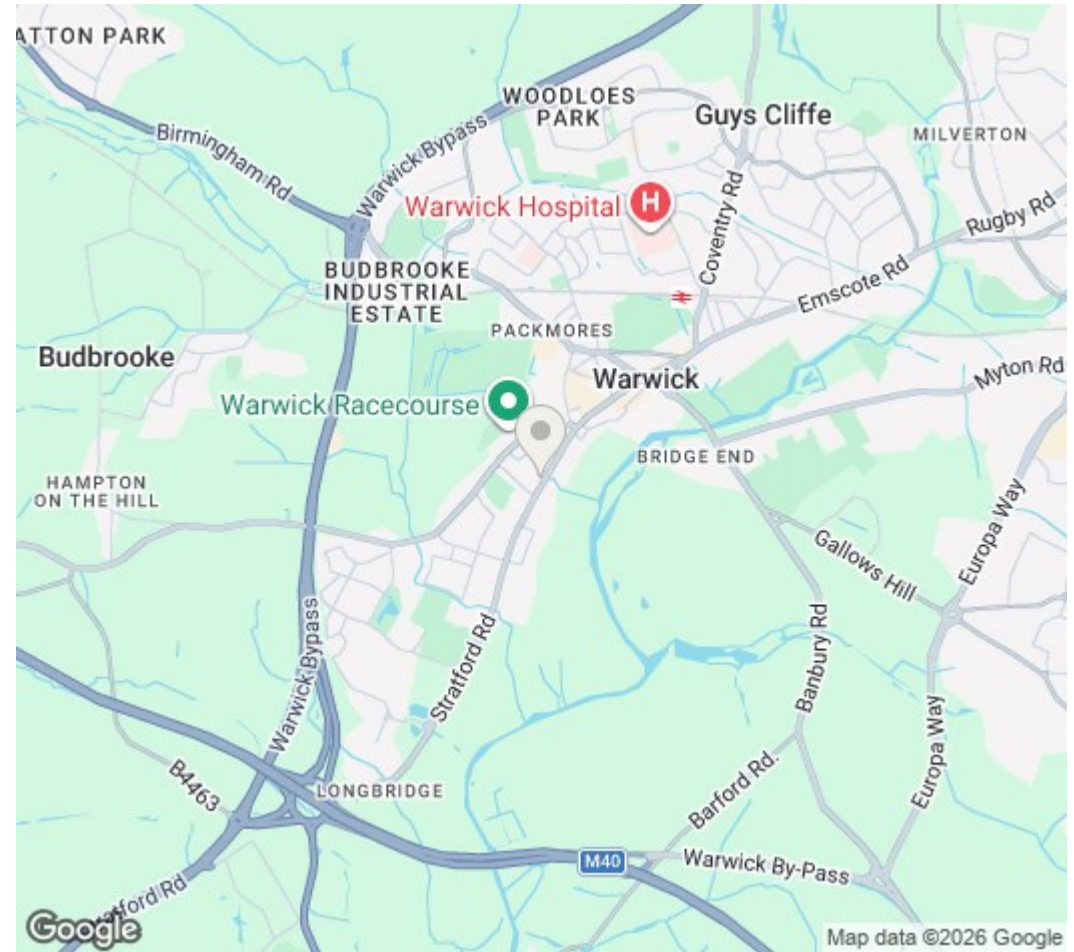 ATTON PARK
WOODLOES
PARK
Guys Cliffe
MILVERTON
Birmingham Rd
Warwick Bypass
Warwick Hospital
H
Coventry Rd
Rugby Rd
BUDBROOKE
INDUSTRIAL
ESTATE
Emscote Rd
PACKMORES
Budbrooke
Warwick
Myton Rd
Warwick Racecourse
BRIDGE END
HAMPTON
ON THE HILL
Europa Way
Gallows Hill
Warwick Bypass
Stratford Rd
Banbury Rd
Europa Way
B4463
LONGBRIDGE
Barford Rd.
M40
Warwick By-Pass
ratford Rd
Google
Map data ©2026 Google